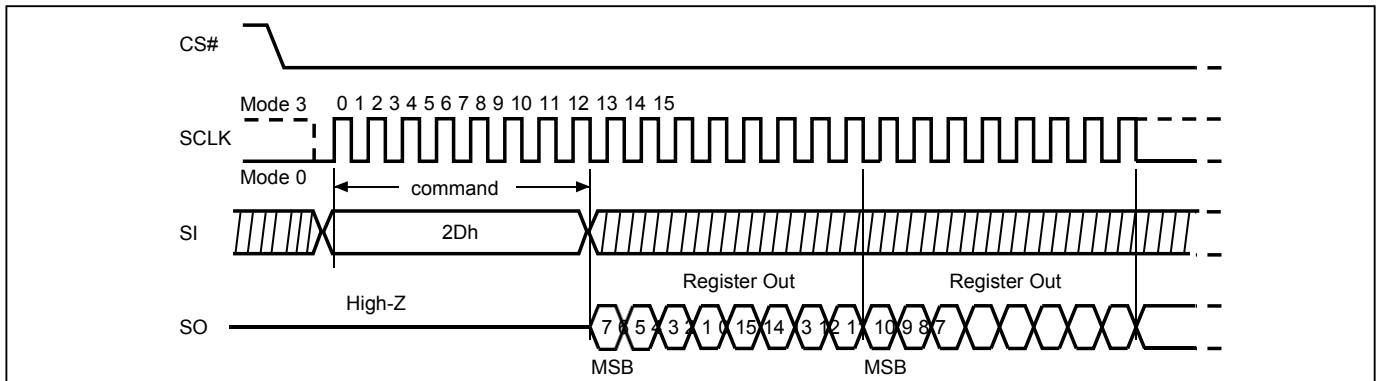 CS#
Mode 3 0 1 2 3 4 5 6 7 8 9 10 11 12 13 14 15
SCLK
Mode 0
command
SI 2Dh
Register Out Register Out
High-Z
SO 7 6 5 4 3 2 1 0 15 14 13 12 11 10 9 8 7
MSB MSB